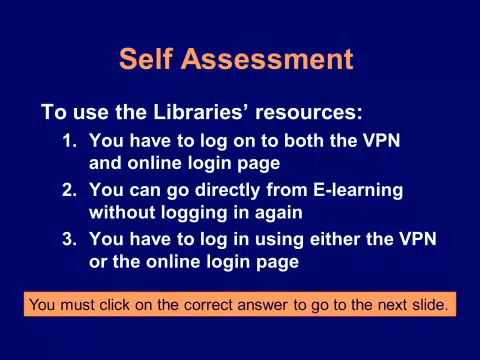 Self Assessment
To use the Libraries’ resources:
1. You have to log on to both the VPN
and online login page
2. You can go directly from E-learning
without logging in again
3. You have to log in using either the VPN
or the online login page
You must click on the correct answer to go to the next slide.